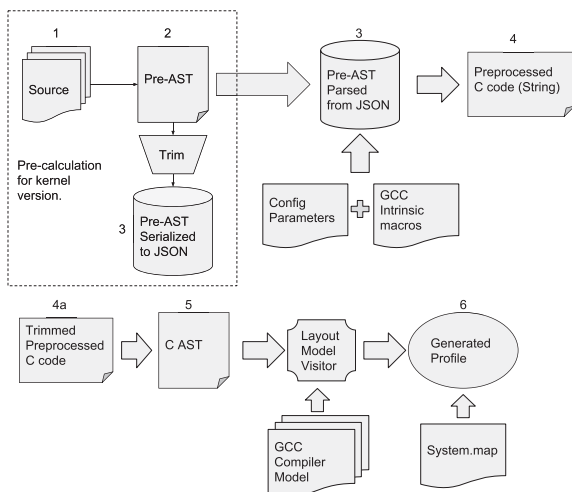 1
2
3
4
Source
Pre-AST
Pre-AST
Parsed
from JSON
Preprocessed
C code (String)
Trim
Pre-calculation
for kernel
version.
3
Pre-AST
Serialized
to JSON
Config
Parameters
GCC
Intrinsic
macros
4a
5
6
Trimmed
Preprocessed
C code
C AST
Layout
Model
Visitor
Generated
Profile
GCC
Compiler
Model
System.map